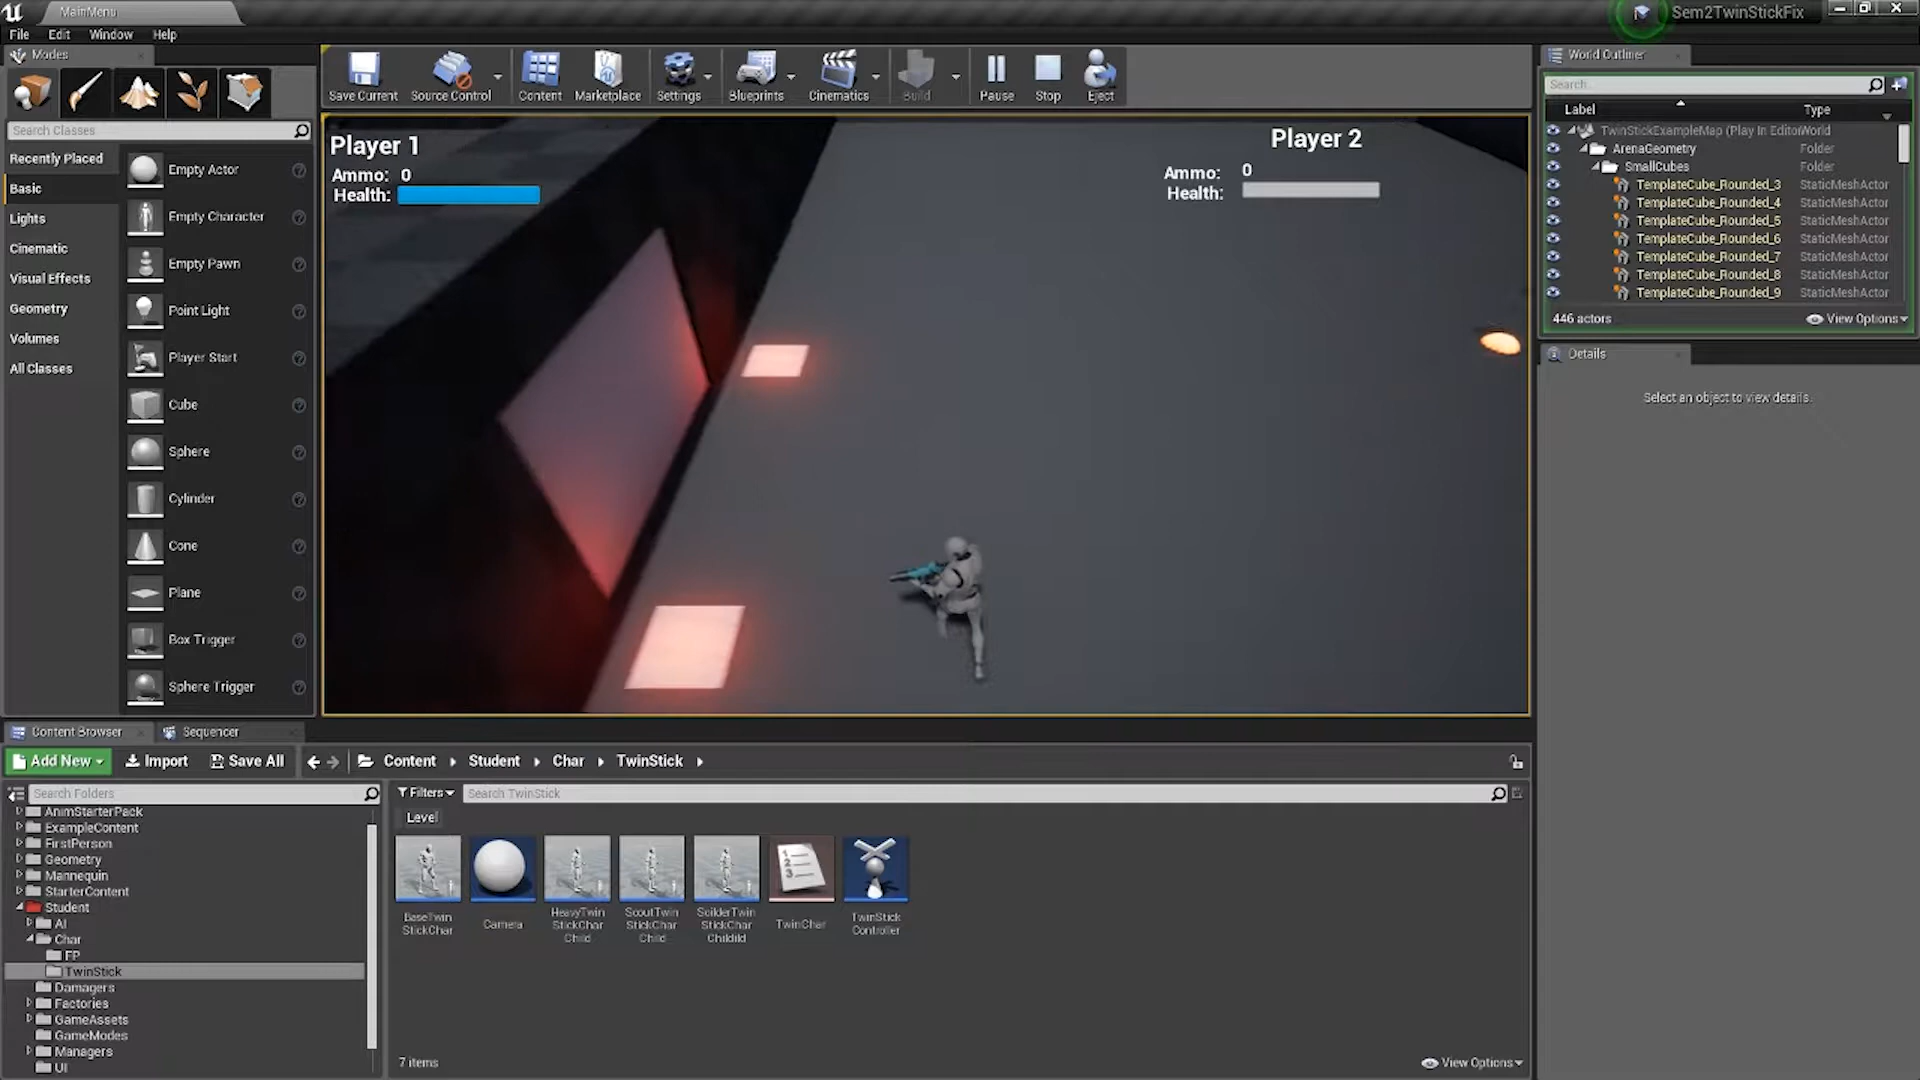 MainMenu
Sem2TwinStickFix
File Edit Window Help
Modes
World Outliner
Save Current
Source Control
Content
Marketplace
Settings
Blueprints
Cinematics
Build
Pause
Stop
Eject
Search Classes
Recently Placed
Basic
Lights
Cinematic
Visual Effects
Geometry
Volumes
All Classes
Empty Actor
Empty Character
Empty Pawn
Point Light
Player Start
Cube
Sphere
Cylinder
Cone
Plane
Box Trigger
Sphere Trigger
Player 1
Ammo: 0
Health:
Player 2
Ammo: 0
Health:
Search...
Label Type
TwinStickExampleMap (Play In Editor World
ArenaGeometry Folder
SmallCubes Folder
TemplateCube_Rounded_3 StaticMeshActor
TemplateCube_Rounded_4 StaticMeshActor
TemplateCube_Rounded_5 StaticMeshActor
TemplateCube_Rounded_6 StaticMeshActor
TemplateCube_Rounded_7 StaticMeshActor
TemplateCube_Rounded_8 StaticMeshActor
TemplateCube_Rounded_9 StaticMeshActor
446 actors View Options
Details
Select an object to view details.
Content Browser Sequencer
Add New Import Save All Content Student Char TwinStick
Search Folders
AnimStarterPack
ExampleContent
FirstPerson
Geometry
Mannequin
StarterContent
Student
AI
Char
FP
TwinStick
Damagers
Factories
GameAssets
GameModes
Managers
UI
Filters Search TwinStick
Level
BaseTwin
StickChar
Camera
HeavyTwin
StickChar
Child
ScoutTwin
StickChar
Child
SoilderTwin
StickChar
Childild
TwinChar
TwinStick
Controller
7 items View Options